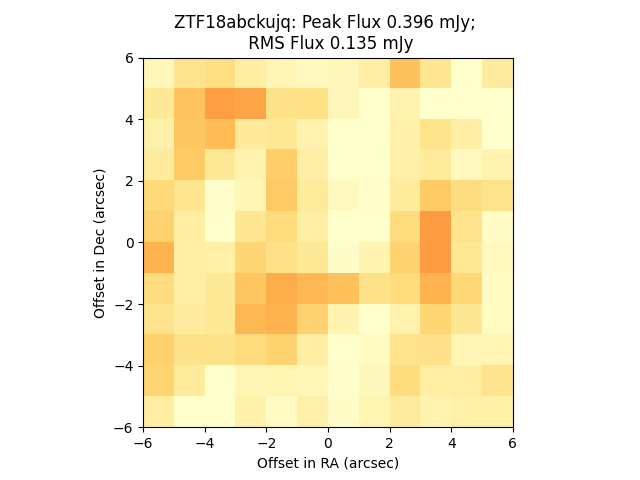 ZTF18abckujq: Peak Flux 0.396 mJy;
RMS Flux 0.135 mJy
6
4
2
0
−2
−4
−6
Offset in Dec (arcsec)
−6 −4 −2 0 2 4 6
Offset in RA (arcsec)